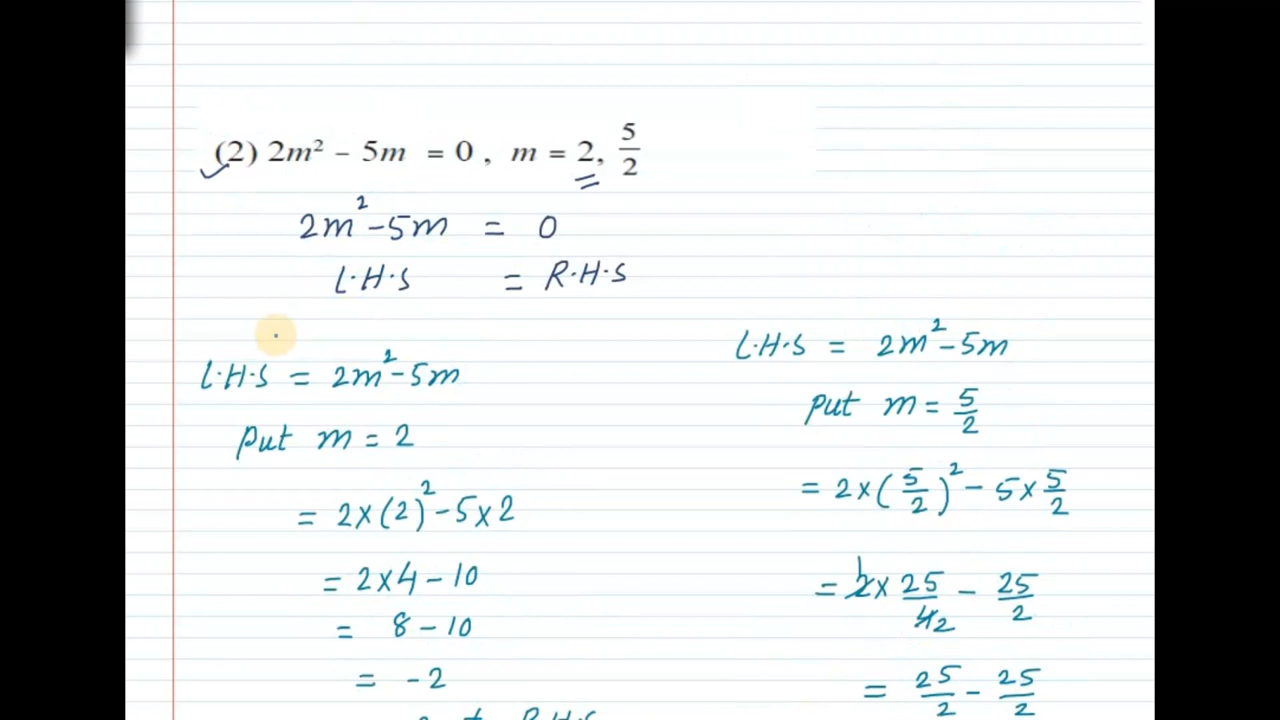 (2) 2m² – 5m = 0 , m = 2, 5/2
2m² - 5m = 0
L.H.S = R.H.S
L.H.S = 2m² - 5m
put m = 2
= 2 × (2)² - 5 × 2
= 2 × 4 - 10
= 8 - 10
= -2
R.H.S
L.H.S = 2m² - 5m
put m = 5/2
= 2 × (5/2)² - 5 × 5/2
= 2 1 × 25/4 2 - 25/2
= 25/2 - 25/2